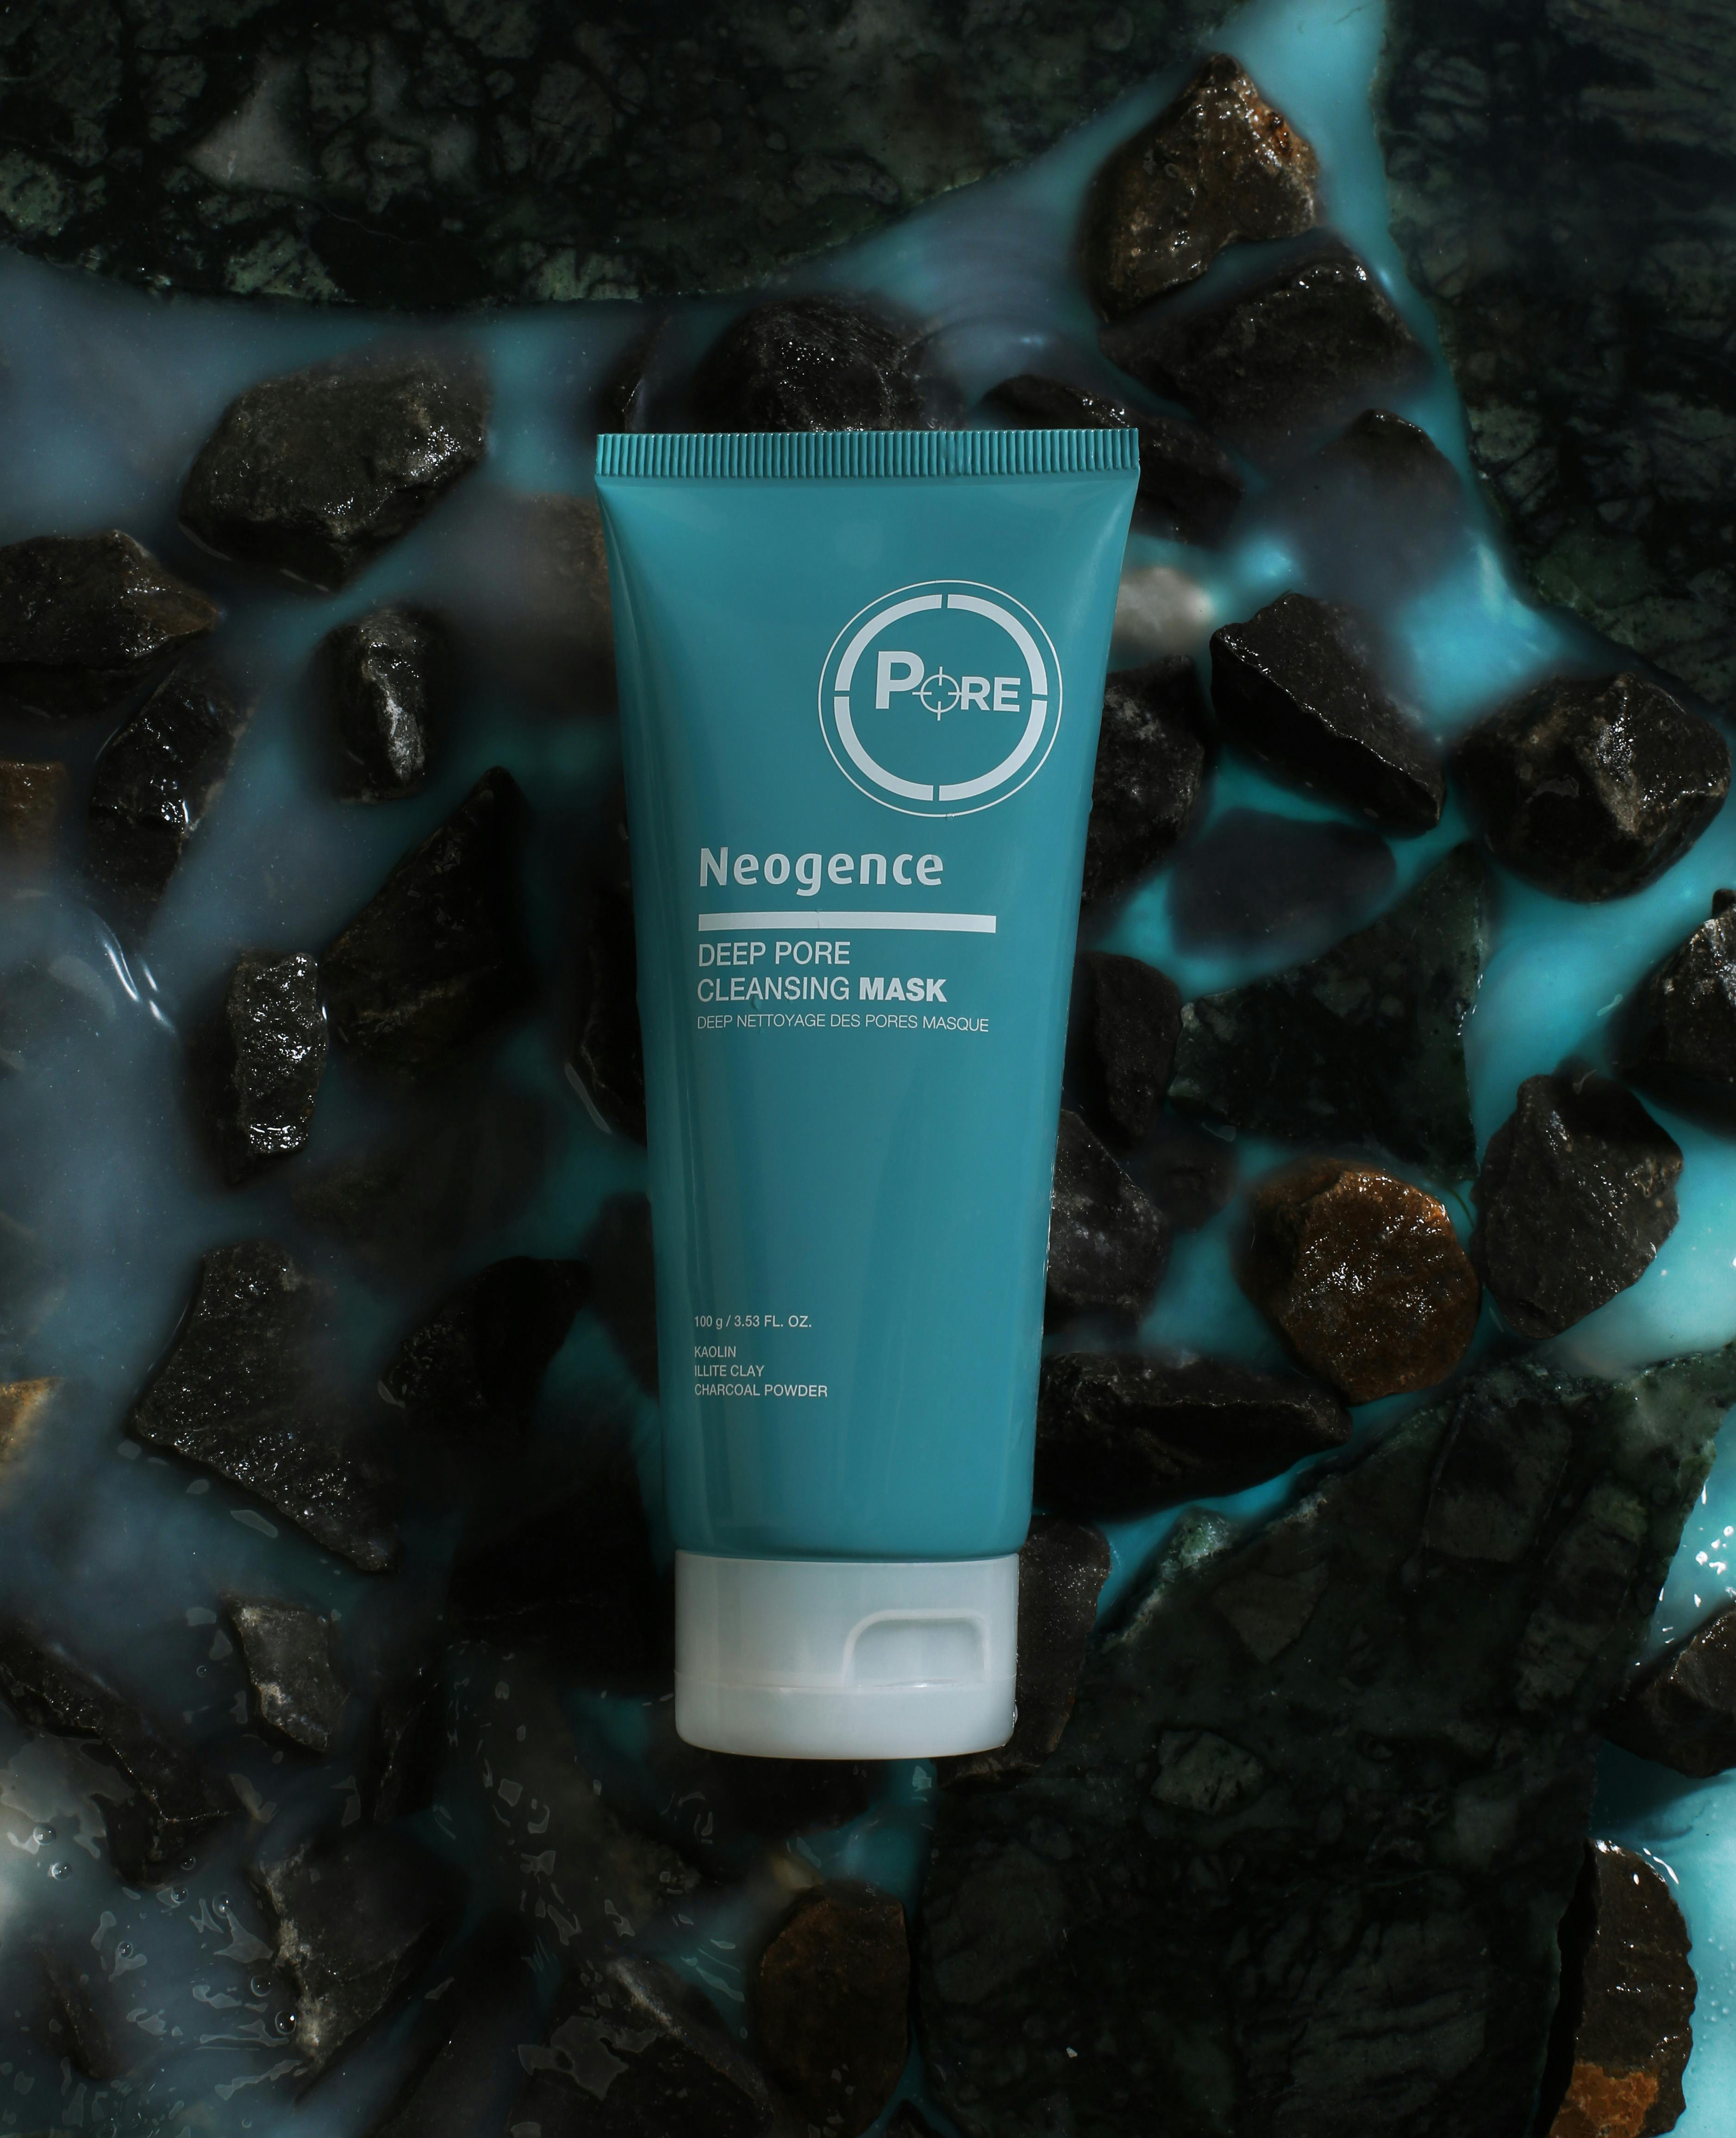 PORE
Neogence
DEEP PORE
CLEANSING MASK
DEEP NETTOYAGE DES PORES MASQUE
100 g / 3.53 FL. OZ.
KAOLIN
ILLITE CLAY
CHARCOAL POWDER